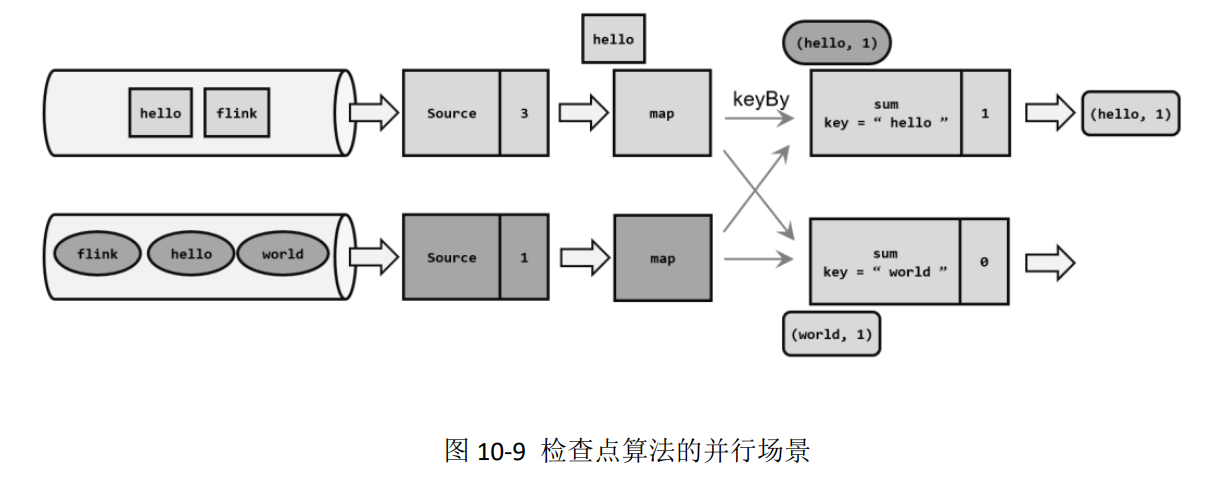 hello
(hello, 1)
hello flink
Source 3
map
keyBy
sum
key = “ hello ”
1
(hello, 1)
flink hello world
Source 1
map
sum
key = “ world ”
0
(world, 1)
图 10-9 检查点算法的并行场景